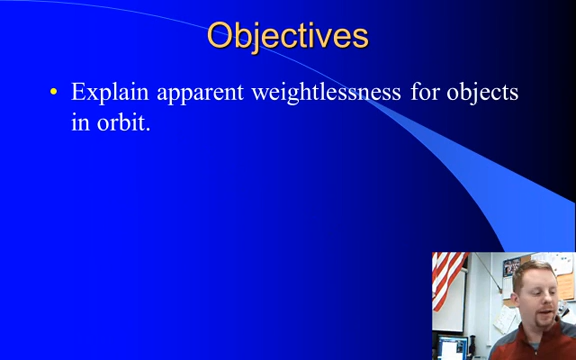 Objectives
• Explain apparent weightlessness for objects
in orbit.